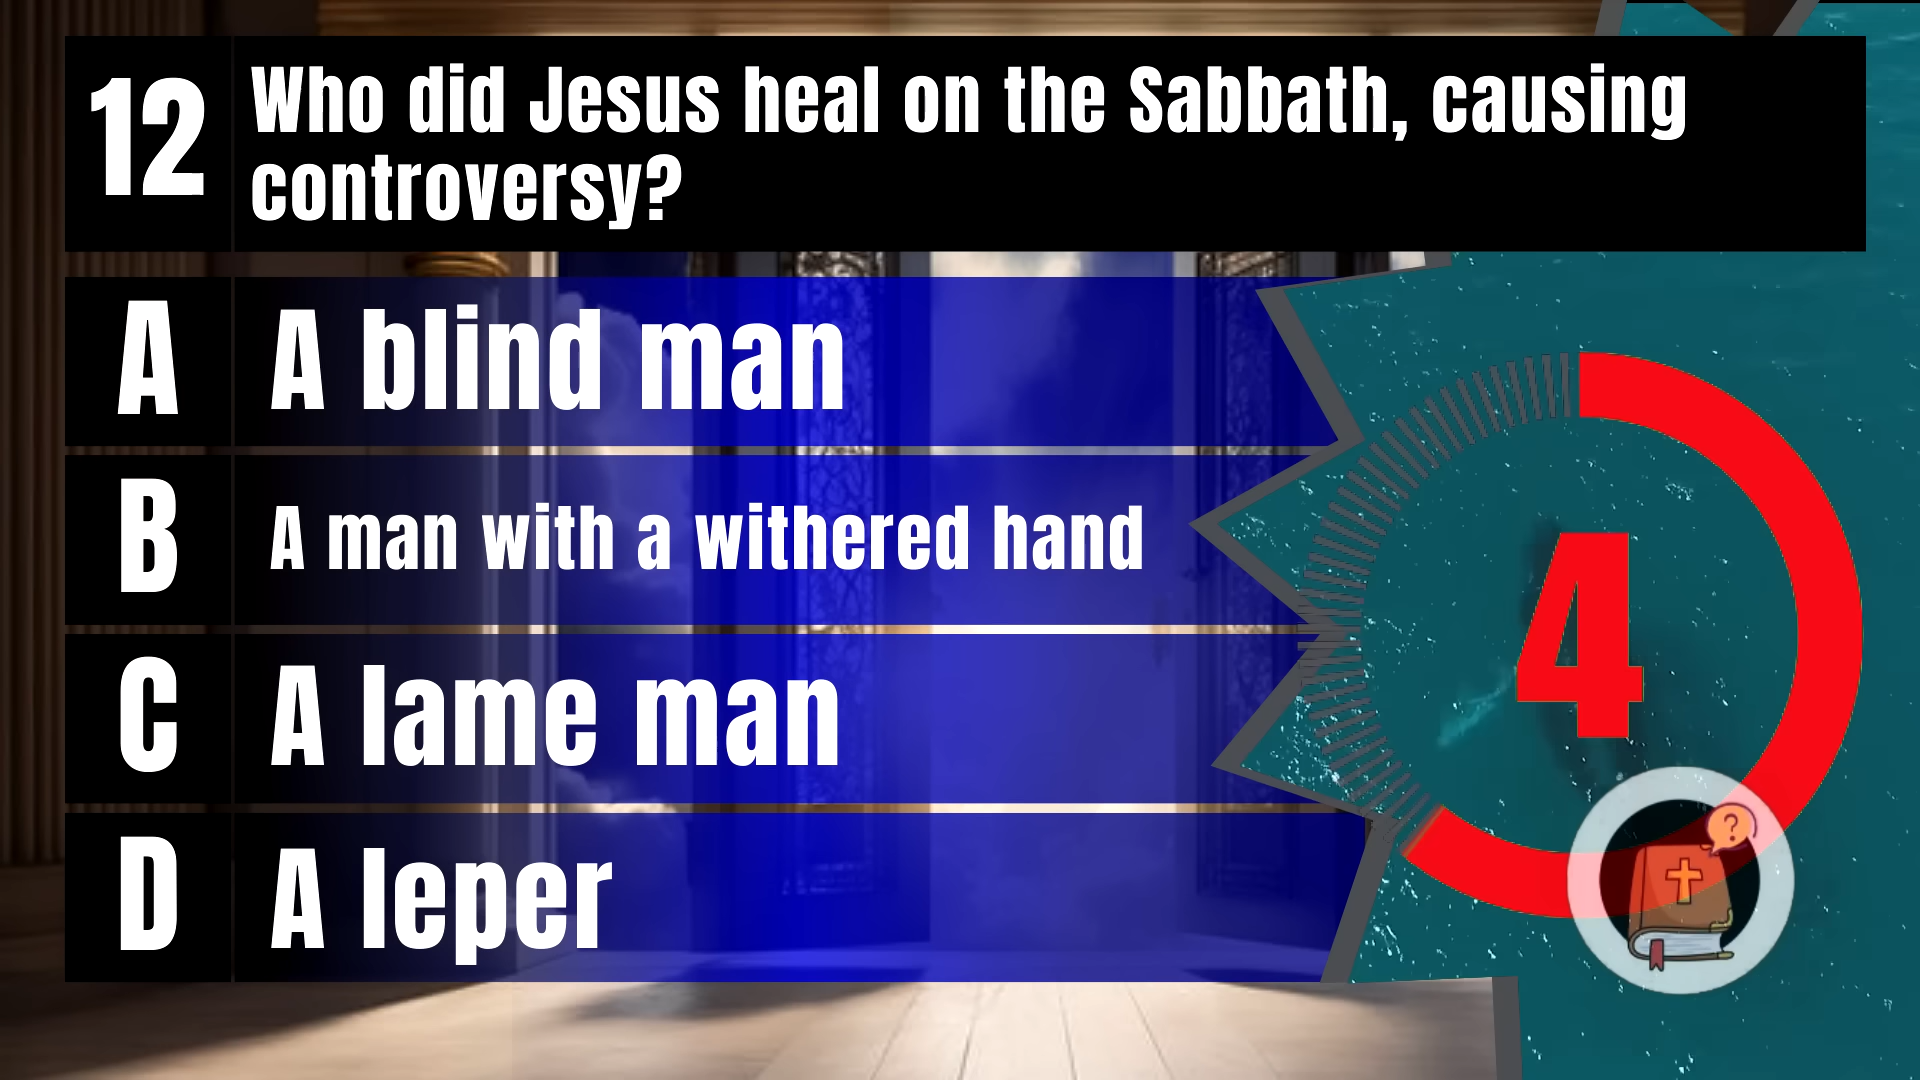 12
Who did Jesus heal on the Sabbath, causing
controversy?
A
A blind man
B
A man with a withered hand
C
A lame man
D
A leper
4
?